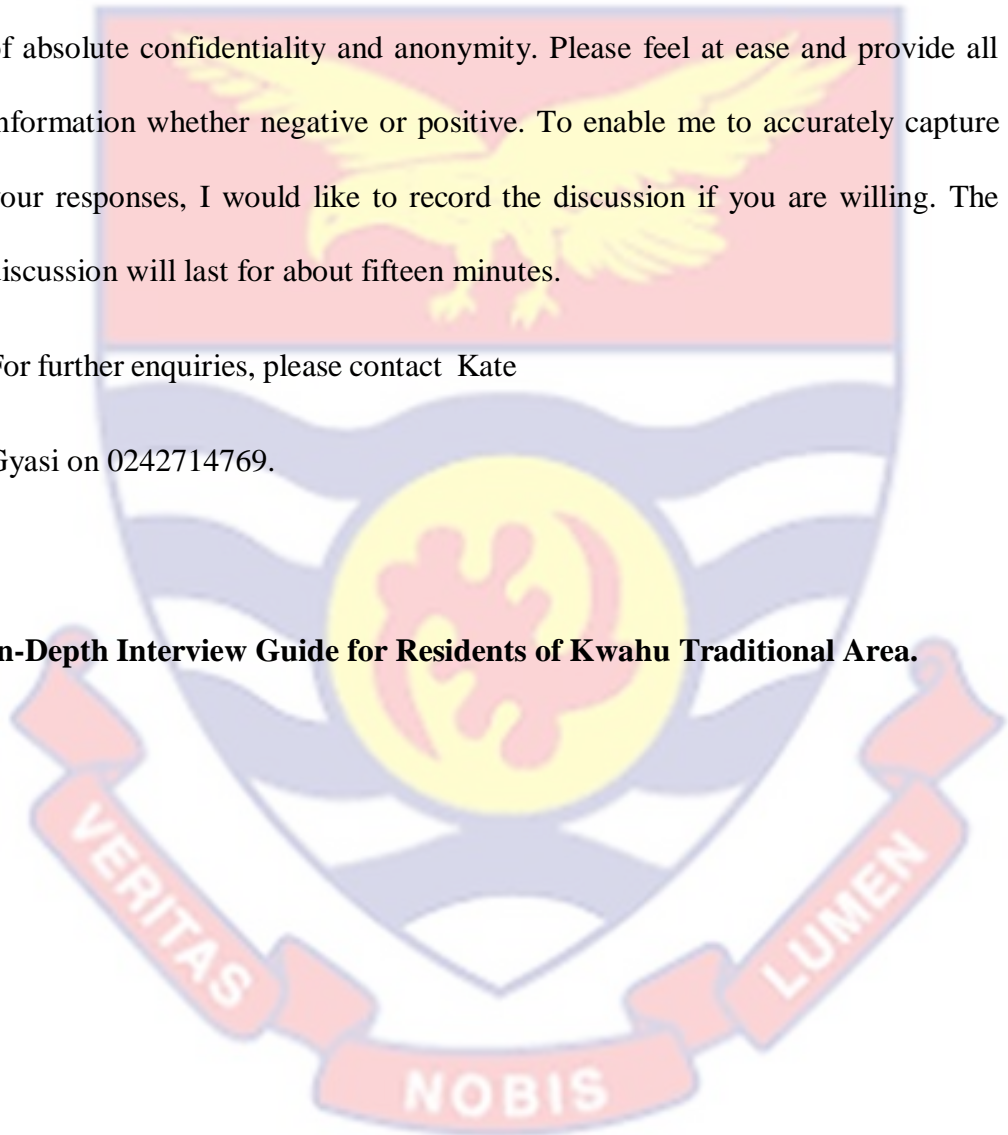 of absolute confidentiality and anonymity. Please feel at ease and provide all
information whether negative or positive. To enable me to accurately capture
your responses, I would like to record the discussion if you are willing. The
discussion will last for about fifteen minutes.
For further enquiries, please contact Kate
Gyasi on 0242714769.
In-Depth Interview Guide for Residents of Kwahu Traditional Area.
VERITAS
NOBIS
LUMEN